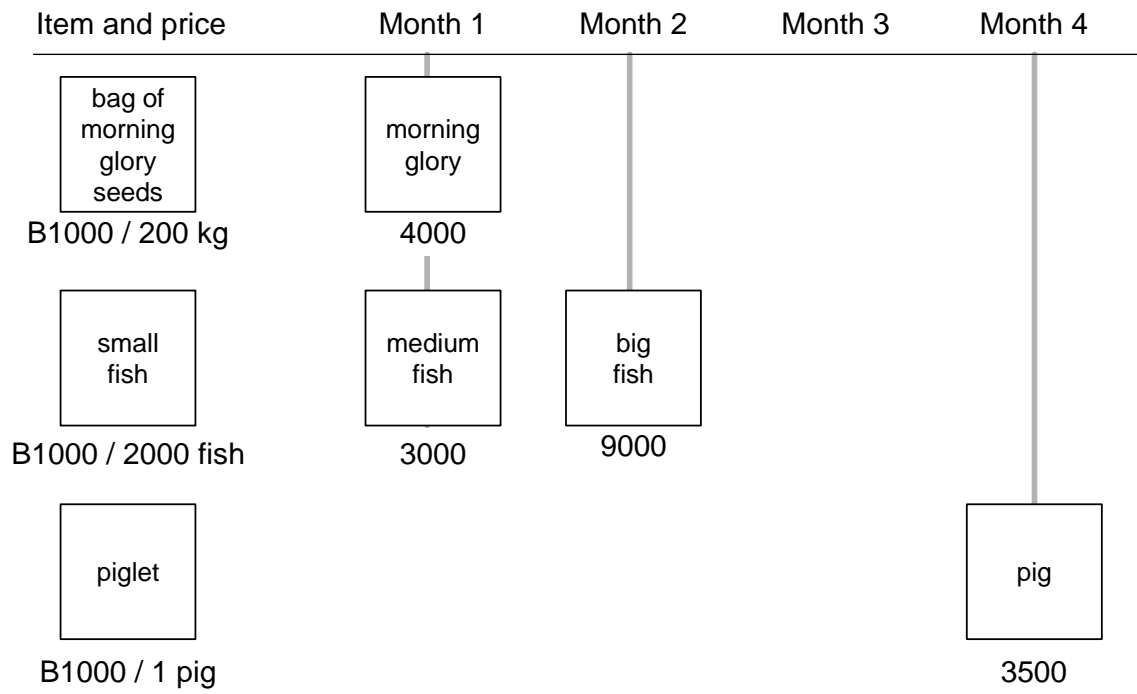 Item and price Month 1 Month 2 Month 3 Month 4
bag of
morning
glory
seeds
morning
glory
B1000 / 200 kg 4000
small
fish
medium
fish
big
fish
B1000 / 2000 fish 3000 9000
piglet
pig
B1000 / 1 pig 3500